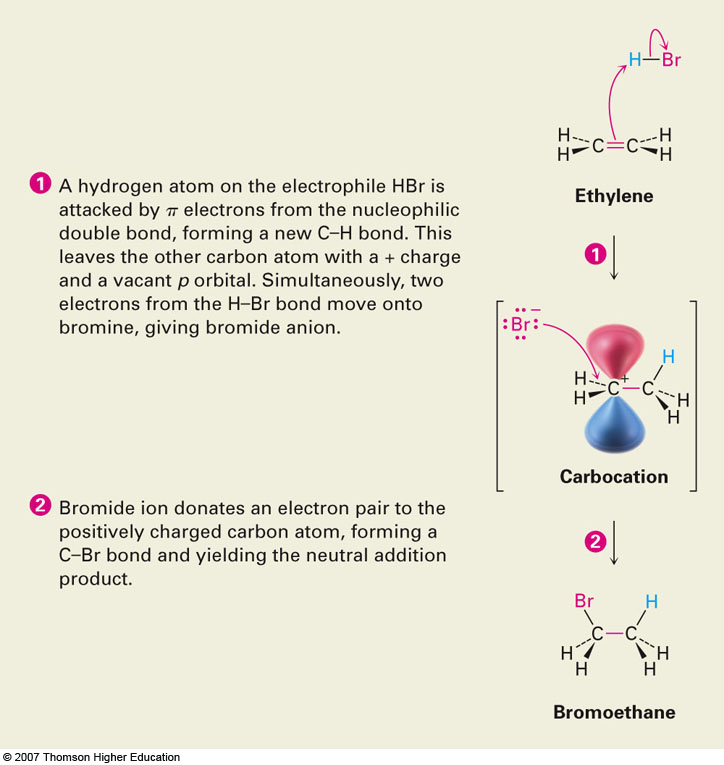 H–Br
H H
C=C
H H
Ethylene
1 A hydrogen atom on the electrophile HBr is
attacked by π electrons from the nucleophilic
double bond, forming a new C–H bond. This
leaves the other carbon atom with a + charge
and a vacant p orbital. Simultaneously, two
electrons from the H–Br bond move onto
bromine, giving bromide anion.
1
:Br: –
H
H + 
C–C
H H
H
Carbocation
2 Bromide ion donates an electron pair to the
positively charged carbon atom, forming a
C–Br bond and yielding the neutral addition
product.
2
Br H
C–C
H H
H H
Bromoethane
© 2007 Thomson Higher Education